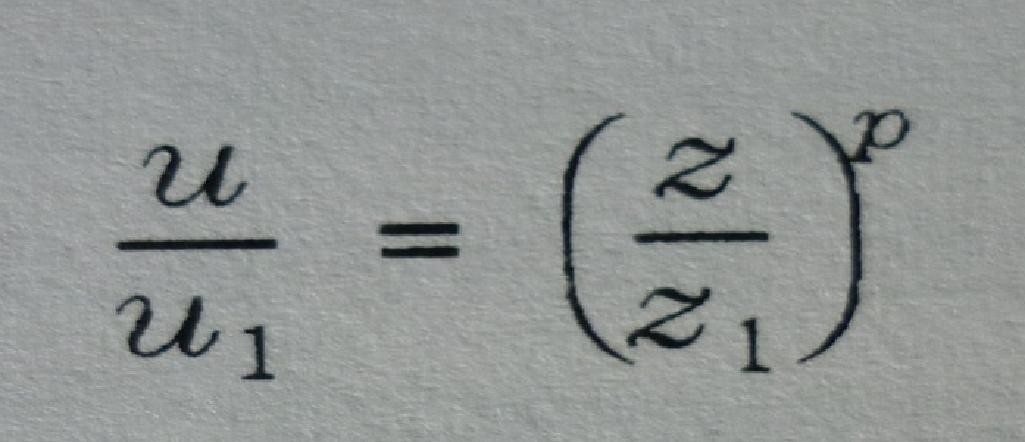 u/u₁ = (z/z₁)ᵖ